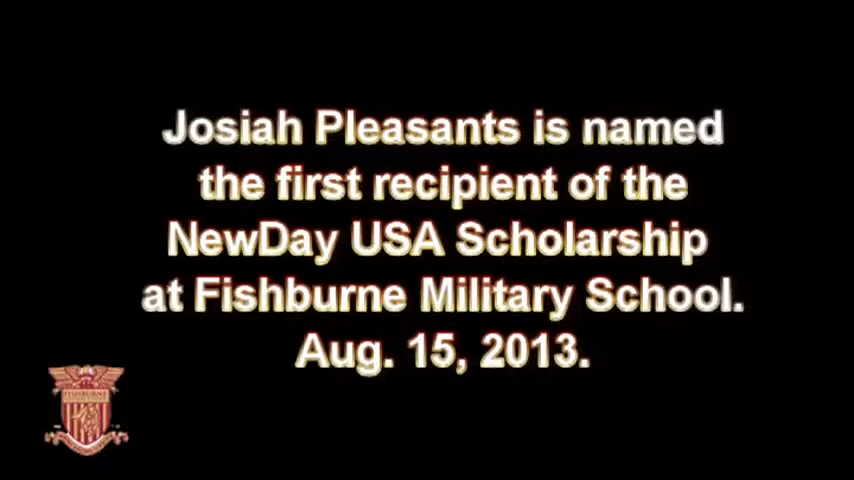 Josiah Pleasants is named
the first recipient of the
NewDay USA Scholarship
at Fishburne Military School.
Aug. 15, 2013.
FISHBURNE